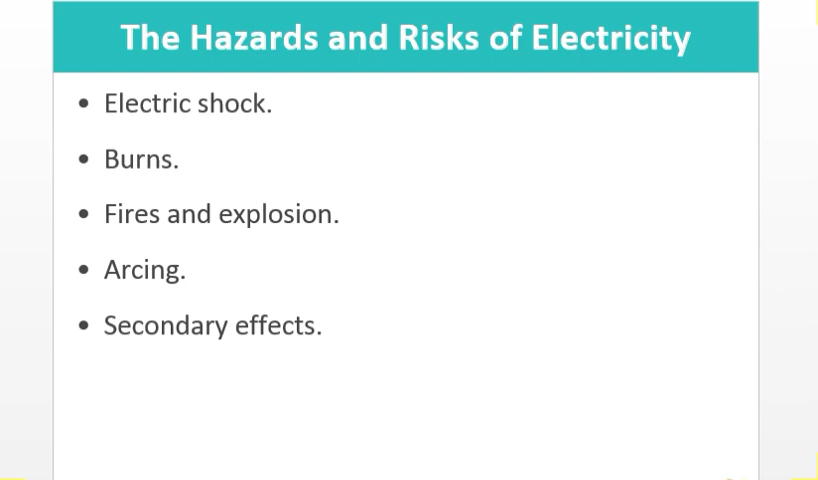 The Hazards and Risks of Electricity
• Electric shock.
• Burns.
• Fires and explosion.
• Arcing.
• Secondary effects.